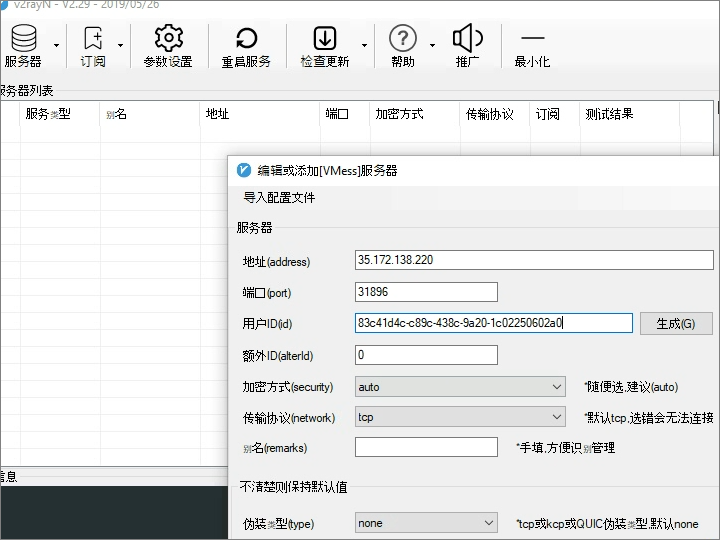 v2rayN - V2.29 - 2019/05/26
服务器 订阅 参数设置 重启服务 检查更新 帮助 推广 最小化
服务器列表
服务类型 别名 地址 端口 加密方式 传输协议 订阅 测试结果
编辑或添加[VMess]服务器
导入配置文件
服务器
地址(address) 35.172.138.220
端口(port) 31896
用户ID(id) 83c41d4c-c89c-438c-9a20-1c02250602a0 生成(G)
额外ID(alterId) 0
加密方式(security) auto *随便选,建议(auto)
传输协议(network) tcp *默认tcp,选错会无法连接
别名(remarks) *手填,方便识别管理
信息
不清楚则保持默认值
伪装类型(type) none *tcp或kcp或QUIC伪装类型,默认none